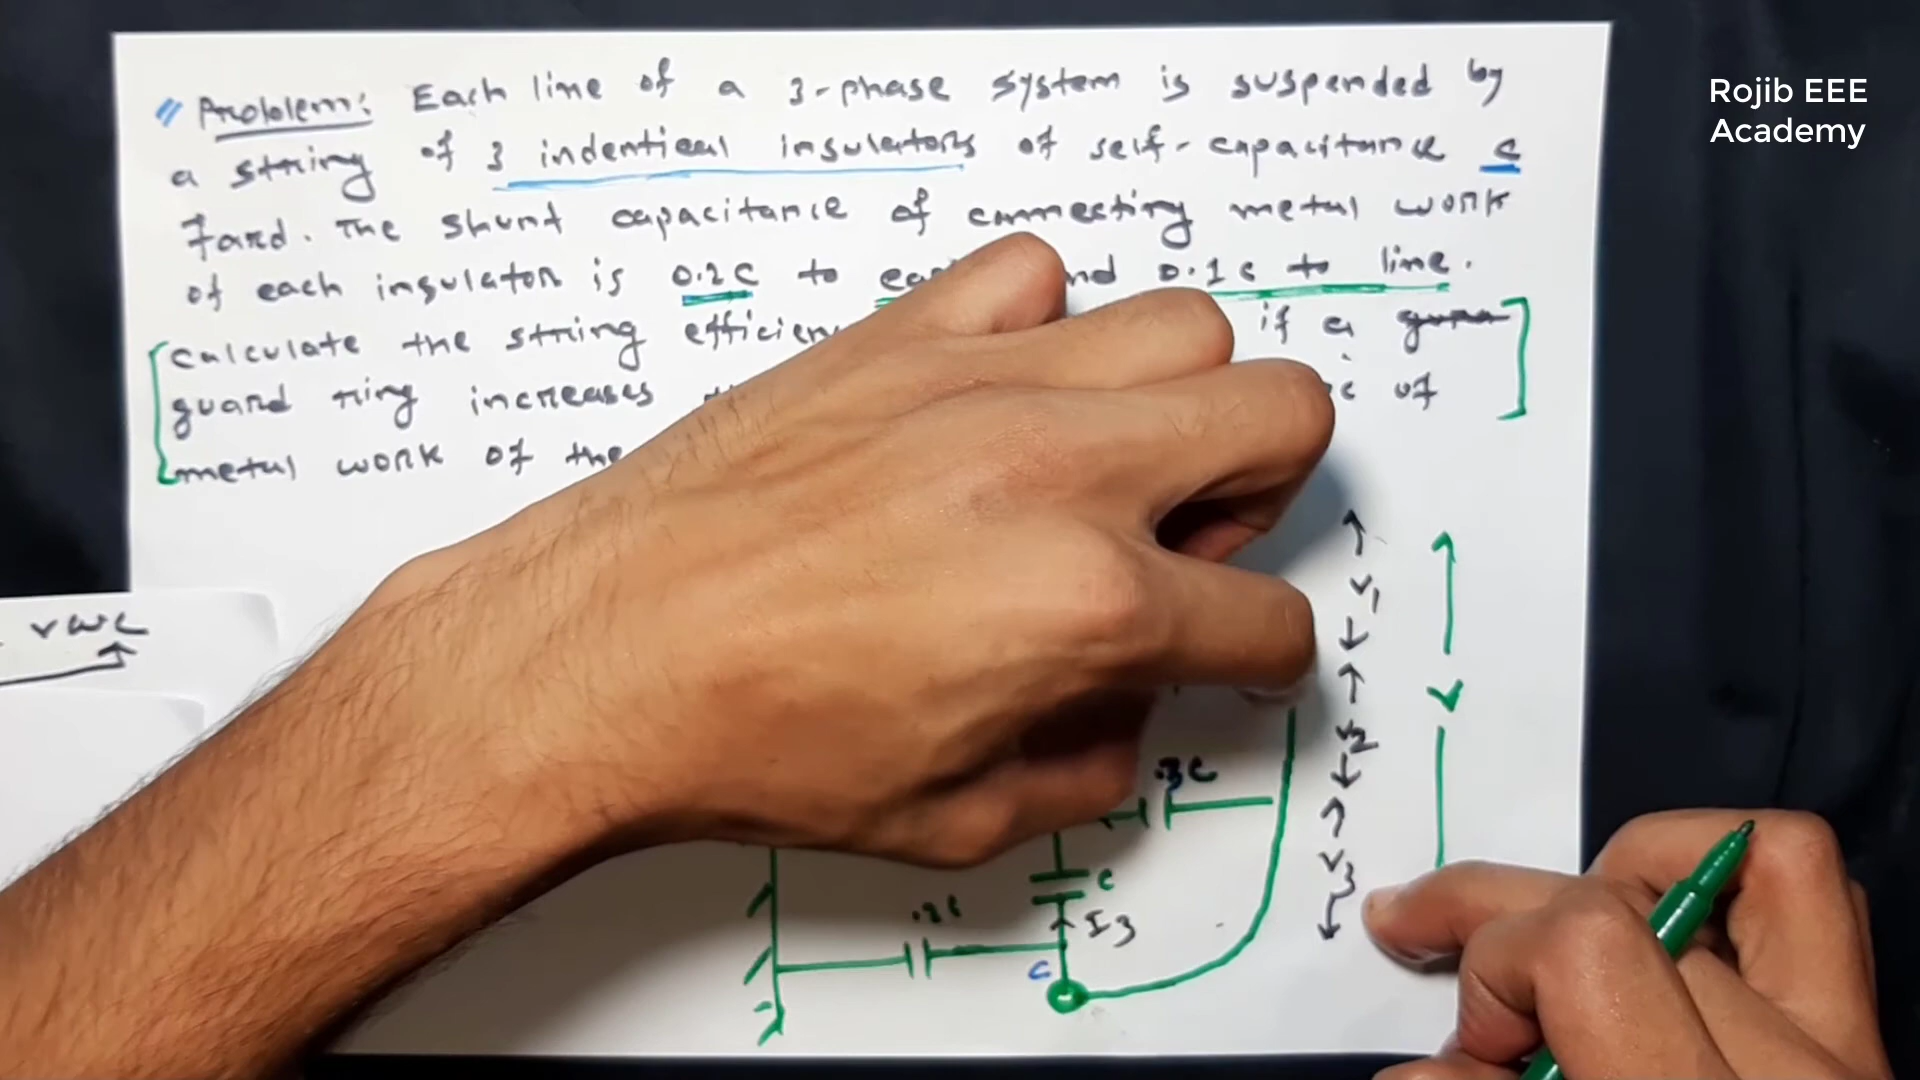 Rojib EEE
Academy
Problem: Each line of a 3-phase system is suspended by
a string of 3 indentical insulators of self-capacitance C
farad. The shunt capacitance of connecting metal work
of each insulator is 0.2C to 0.1C to line.
Calculate the string if a
guard ring increases of
metal work of the
VWC
V1
V2
V
.3C
V3
C
.2C
I3
C